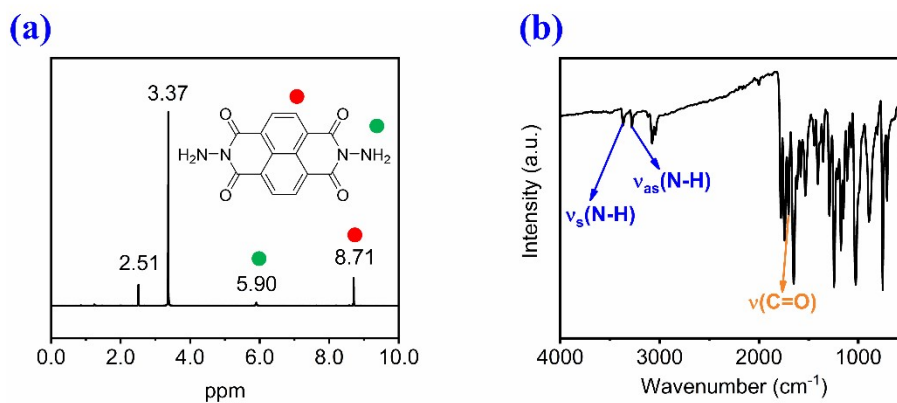 (a)
3.37
O
O
H₂N−N
N−NH₂
O
O
2.51
5.90
8.71
0.0 2.0 4.0 6.0 8.0 10.0
ppm
(b)
Intensity (a.u.)
νs(N-H)
νas(N-H)
ν(C=O)
4000 3000 2000 1000
Wavenumber (cm⁻¹)